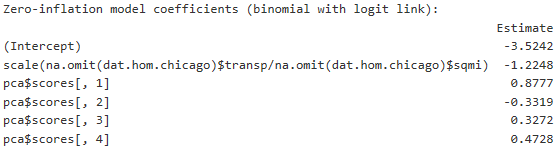 Zero-inflation model coefficients (binomial with logit link):
Estimate
(Intercept) -3.5242
scale(na.omit(dat.hom.chicago)$transp/na.omit(dat.hom.chicago)$sqmi) -1.2248
pca$scores[, 1] 0.8777
pca$scores[, 2] -0.3319
pca$scores[, 3] 0.3272
pca$scores[, 4] 0.4728